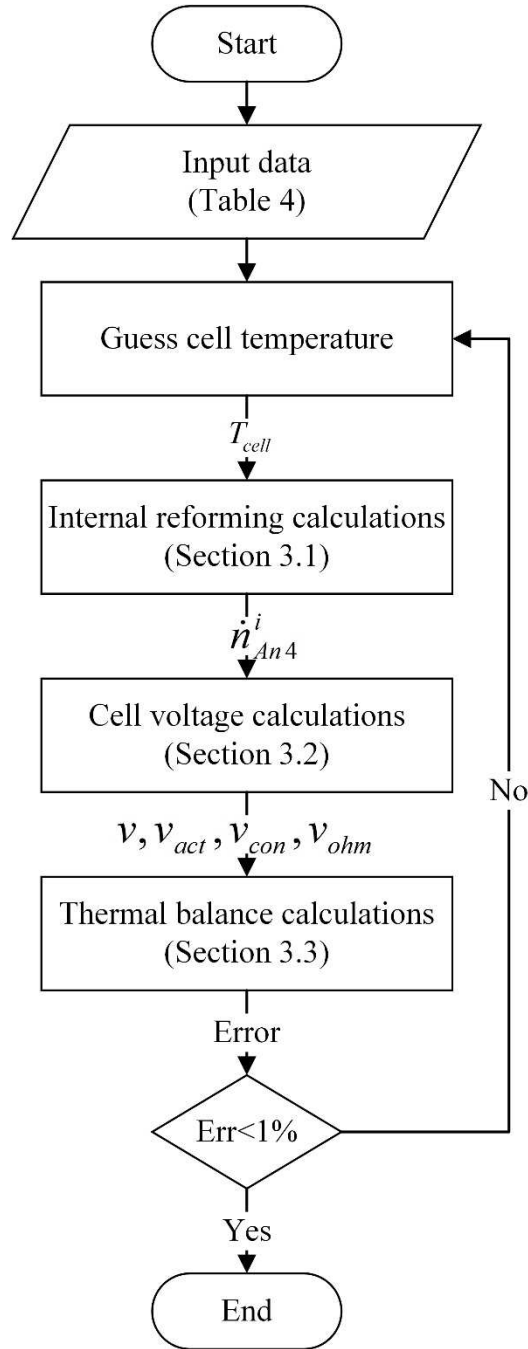 Start
Input data
(Table 4)
Guess cell temperature
T_cell
Internal reforming calculations
(Section 3.1)
ṅ^i_An4
Cell voltage calculations
(Section 3.2)
v, v_act, v_con, v_ohm
No
Thermal balance calculations
(Section 3.3)
Error
Err<1%
Yes
End